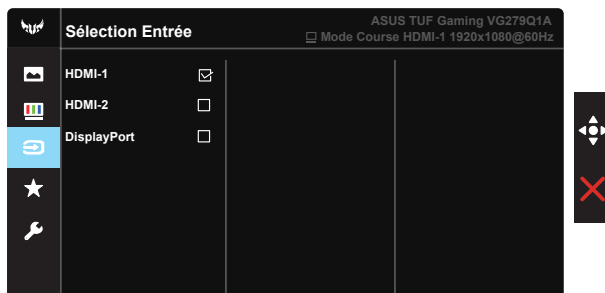 Sélection Entrée
ASUS TUF Gaming VG279Q1A
Mode Course HDMI-1 1920x1080@60Hz
HDMI-1
HDMI-2
DisplayPort